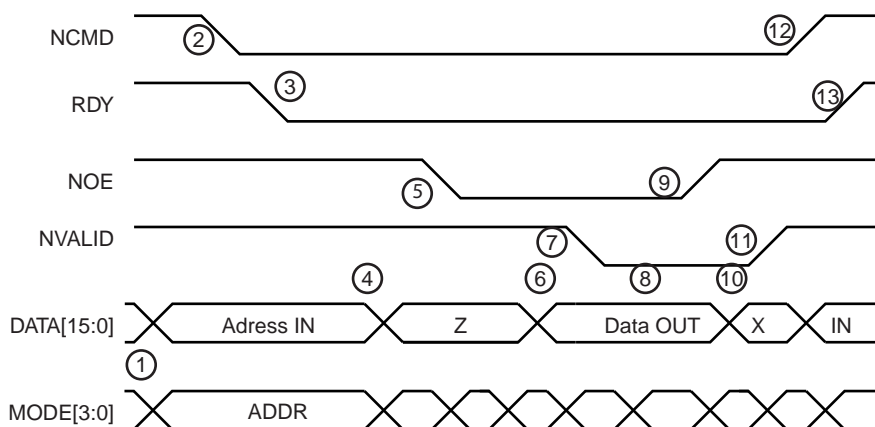 NCMD
2
12
RDY
3
13
NOE
5
9
NVALID
7
11
4
6
8
10
DATA[15:0]
Adress IN
Z
Data OUT
X
IN
1
MODE[3:0]
ADDR